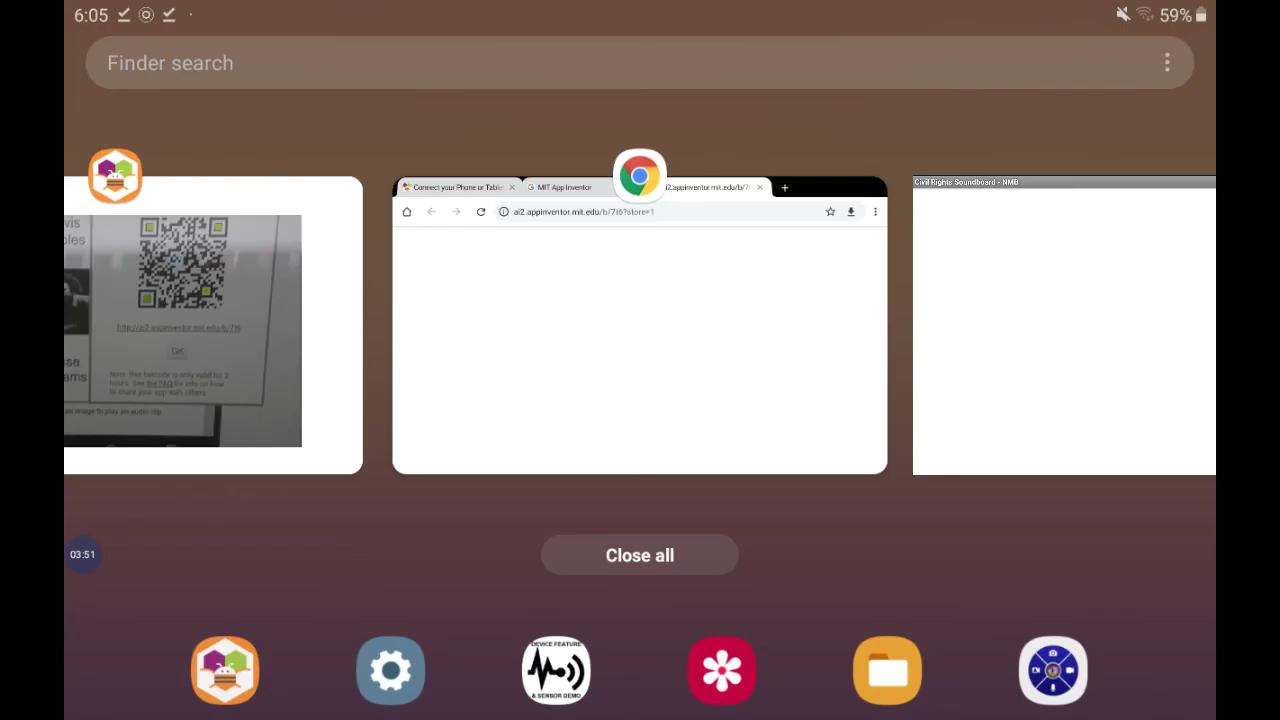 6:05
59%
Finder search
Connect your Phone or Table
MIT App Inventor
i2.appinventor.mit.edu/b/7t
ai2.appinventor.mit.edu/b/7t6?store=1
Civil Rights Soundboard - NMB
http://ai2.appinventor.mit.edu/b/7t6
OK
Note: this barcode is only valid for 2
hours. See the FAQ for info on how
to share your app with others.
an image to play an audio clip
03:51
Close all
DEVICE FEATURE
& SENSOR DEMO